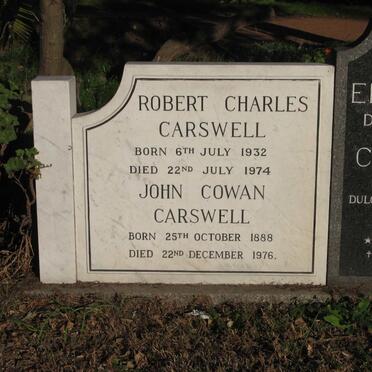 ROBERT CHARLES
CARSWELL
BORN 6TH JULY 1932
DIED 22ND JULY 1974
JOHN COWAN
CARSWELL
BORN 25TH OCTOBER 1888
DIED 22ND DECEMBER 1976.